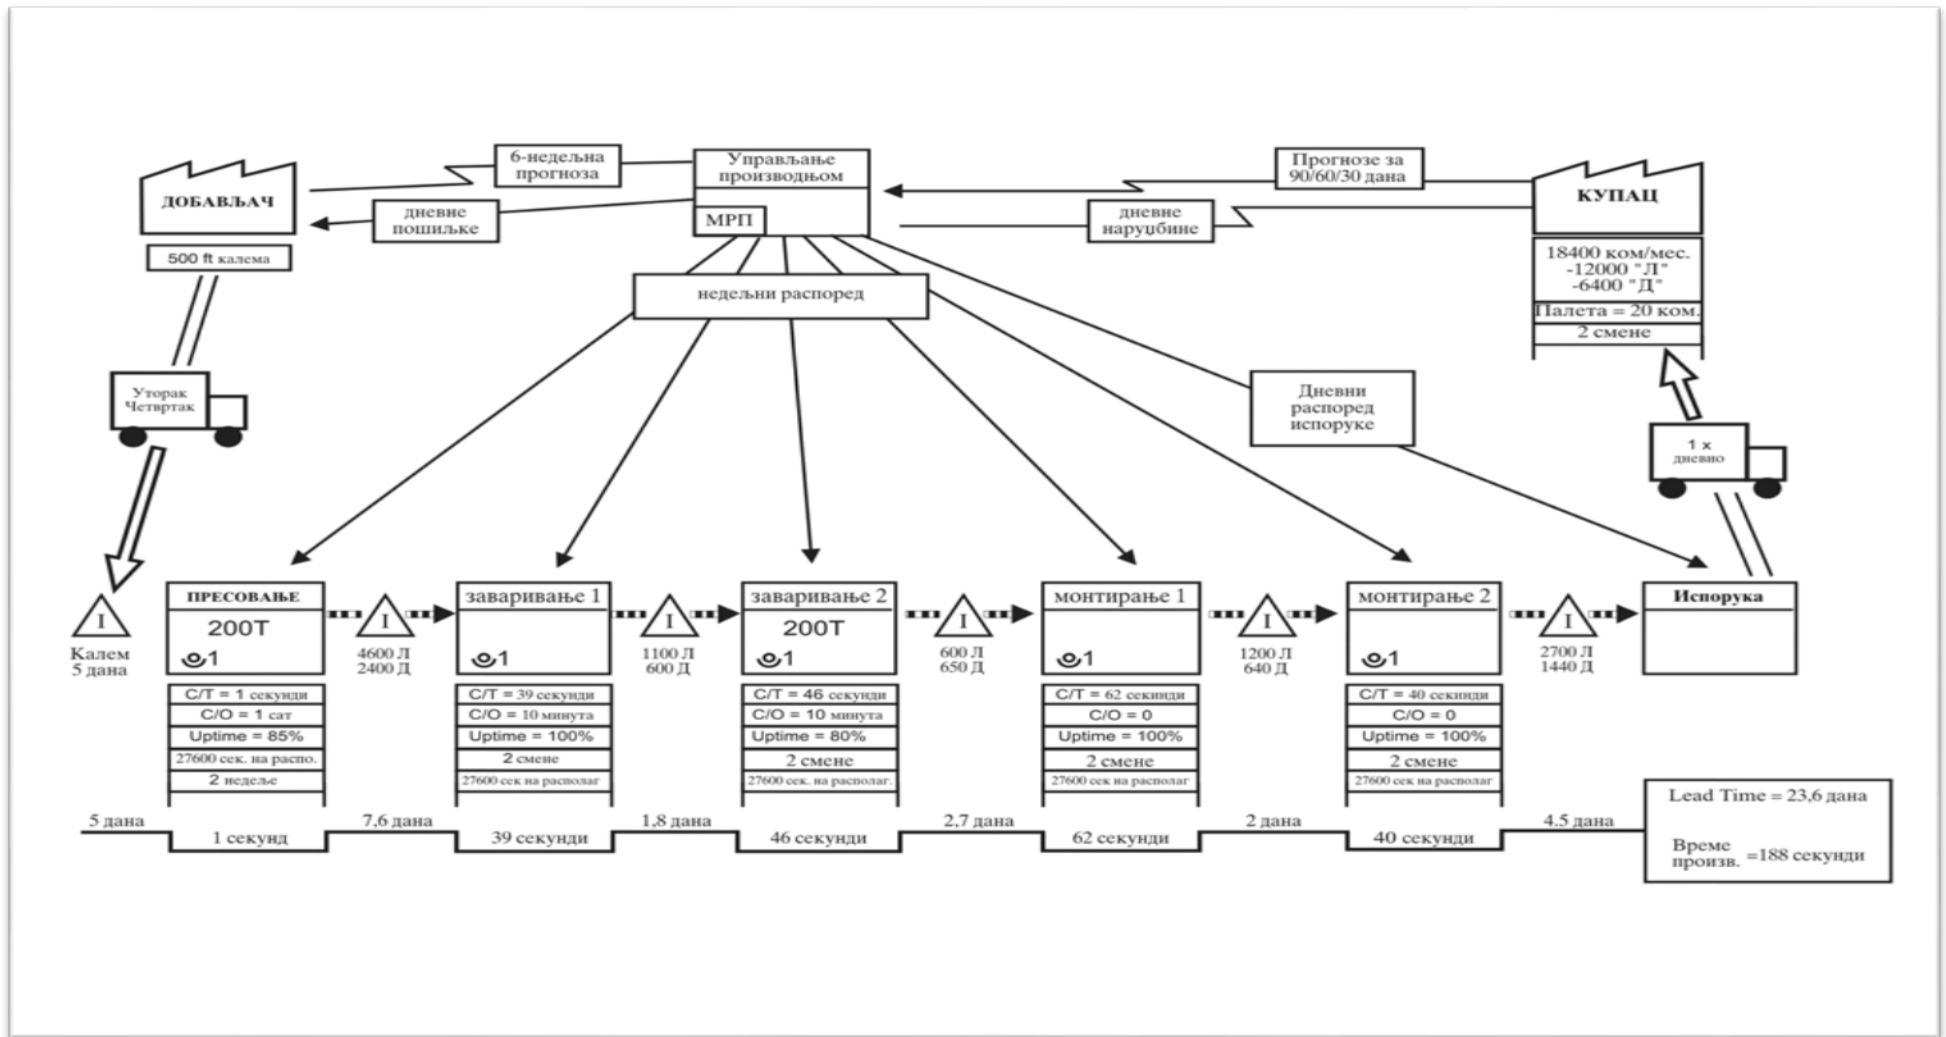 6-недељна
прогноза
Управљање
производњом
МРП
Прогнозе за
90/60/30 дана
ДОБАВЉАЧ
дневне
пошиљке
дневне
наруџбине
КУПАЦ
500 ft калема
18400 ком/мес.
-12000 "Л"
-6400 "Д"
Палета = 20 ком.
2 смене
недељни распоред
Уторак
Четвртак
Дневни
распоред
испоруке
1 x
дневно
I
Калем
5 дана
ПРЕСОВАЊЕ
200T
1
I
4600 Л
2400 Д
заваривање 1
1
I
1100 Л
600 Д
заваривање 2
200T
1
I
600 Л
650 Д
монтирање 1
1
I
1200 Л
640 Д
монтирање 2
1
I
2700 Л
1440 Д
Испорука
C/T = 1 секунди
C/O = 1 сат
Uptime = 85%
27600 сек. на распо.
2 недеље
C/T = 39 секунди
C/O = 10 минута
Uptime = 100%
2 смене
27600 сек на располаг
C/T = 46 секунди
C/O = 10 минута
Uptime = 80%
2 смене
27600 сек. на располаг.
C/T = 62 секинди
C/O = 0
Uptime = 100%
2 смене
27600 сек на располаг
C/T = 40 секинди
C/O = 0
Uptime = 100%
2 смене
27600 сек на располаг
5 дана
1 секунд
7,6 дана
39 секунди
1,8 дана
46 секунди
2,7 дана
62 секунди
2 дана
40 секунди
4.5 дана
Lead Time = 23,6 дана
Време
произв. =188 секунди